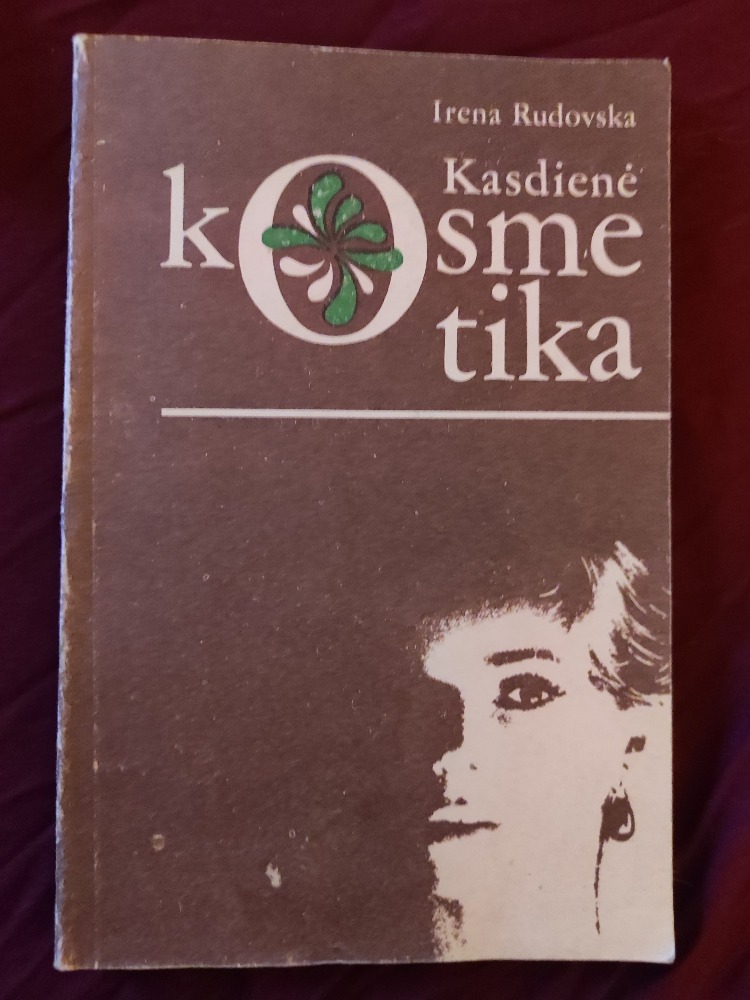 Irena Rudovska
Kasdienė
kOsme
tika